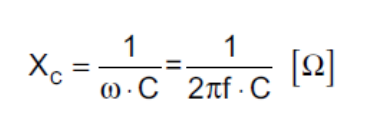 X_c = 1 / (ω · C) = 1 / (2πf · C) [Ω]